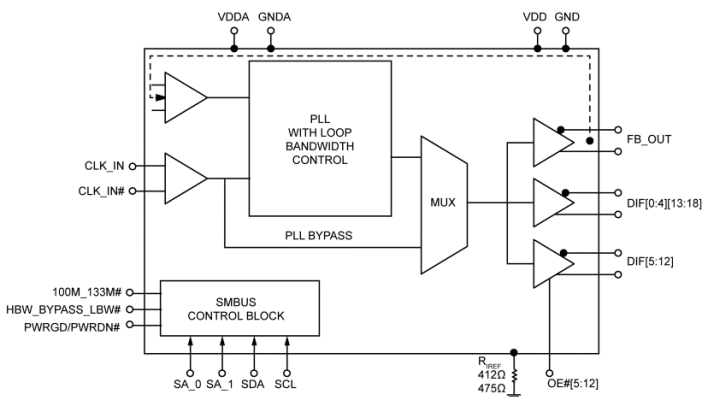 VDDA GNDA
VDD GND
PLL
WITH LOOP
BANDWIDTH
CONTROL
CLK_IN
CLK_IN#
MUX
PLL BYPASS
FB_OUT
DIF[0:4][13:18]
DIF[5:12]
100M_133M#
HBW_BYPASS_LBW#
PWRGD/PWRDN#
SMBUS
CONTROL BLOCK
SA_0 SA_1 SDA SCL
RIREF
412Ω
475Ω
OE#[5:12]